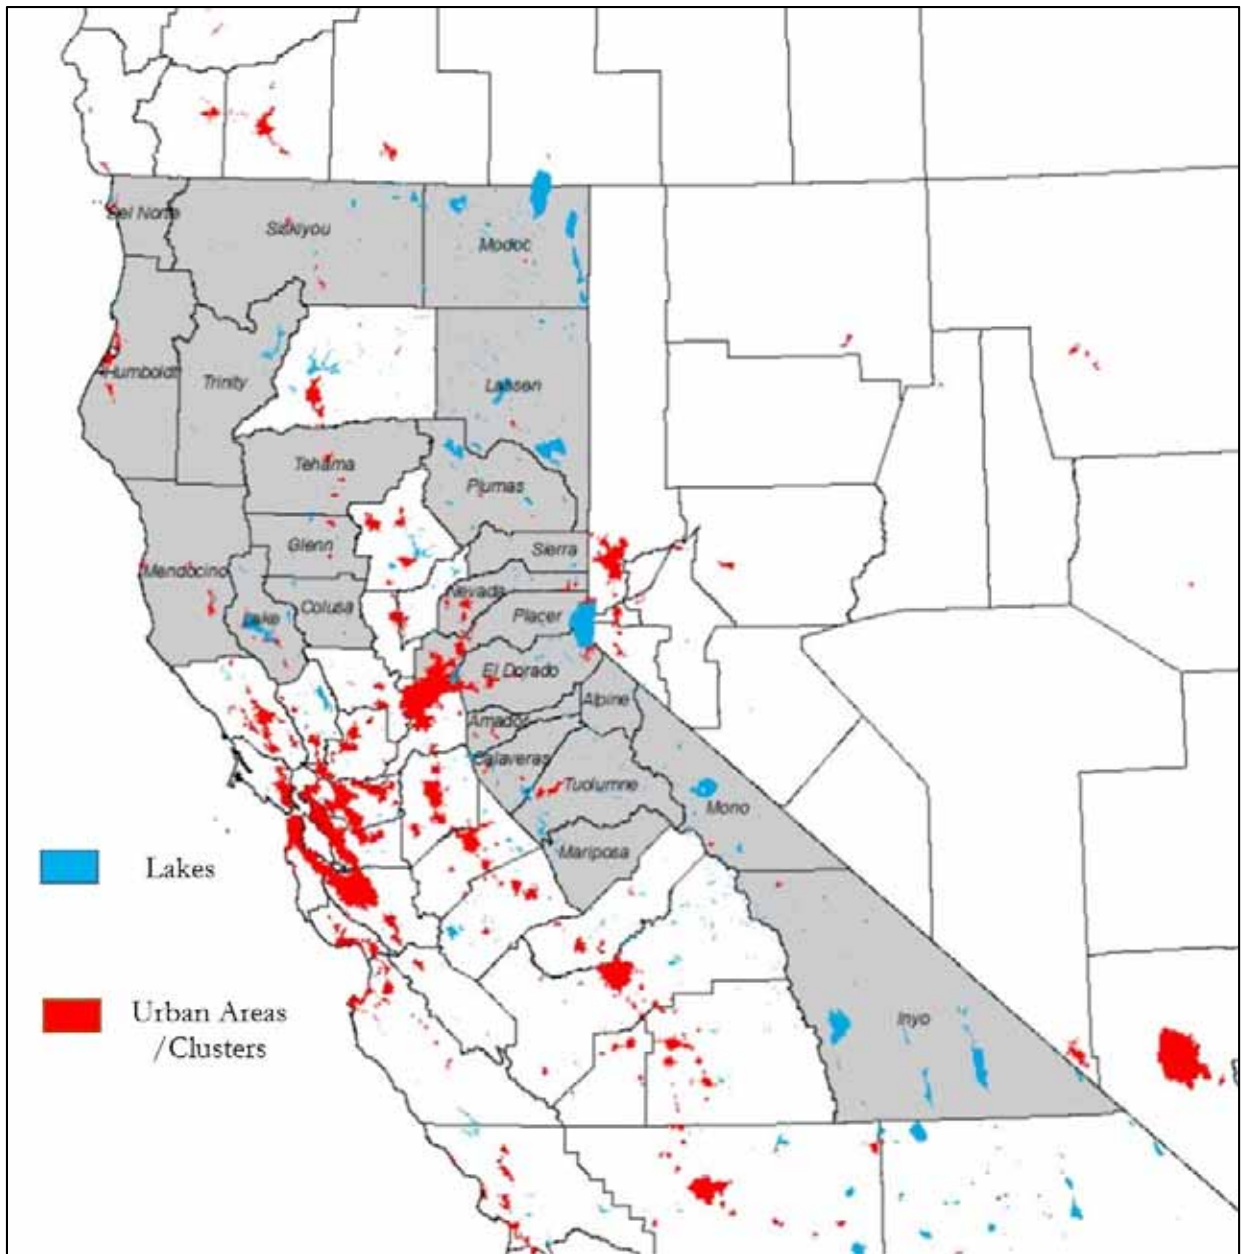 Del Norte
Siskiyou
Modoc
Humboldt
Trinity
Lassen
Tehama
Plumas
Glenn
Sierra
Mendocino
Nevada
Lake
Colusa
Placer
El Dorado
Alpine
Amador
Calaveras
Tuolumne
Mono
Mariposa
Lakes
Inyo
Urban Areas
/Clusters